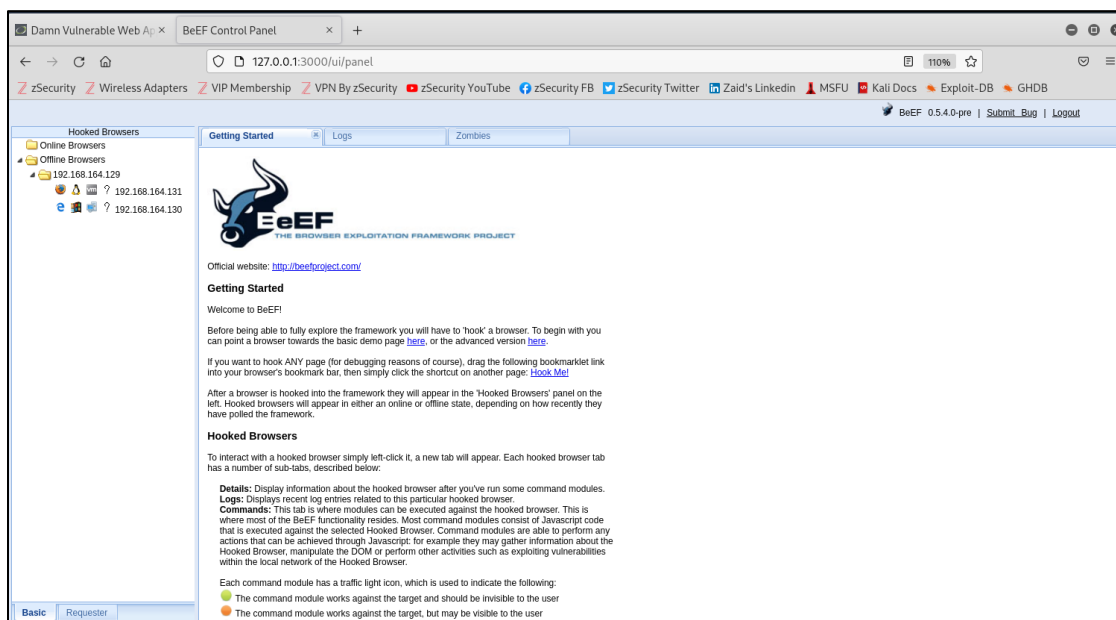 Damn Vulnerable Web Ap
BeEF Control Panel
127.0.0.1:3000/ui/panel
110%
zSecurity
Wireless Adapters
VIP Membership
VPN By zSecurity
zSecurity YouTube
zSecurity FB
zSecurity Twitter
Zaid's Linkedin
MSFU
Kali Docs
Exploit-DB
GHDB
BeEF 0.5.4.0-pre | Submit Bug | Logout
Hooked Browsers
Online Browsers
Offline Browsers
192.168.164.129
? 192.168.164.131
? 192.168.164.130
Basic
Requester
Getting Started
Logs
Zombies
BeEF
THE BROWSER EXPLOITATION FRAMEWORK PROJECT
Official website: http://beefproject.com/
Getting Started
Welcome to BeEF!
Before being able to fully explore the framework you will have to 'hook' a browser. To begin with you
can point a browser towards the basic demo page here, or the advanced version here.
If you want to hook ANY page (for debugging reasons of course), drag the following bookmarklet link
into your browser's bookmark bar, then simply click the shortcut on another page: Hook Me!
After a browser is hooked into the framework they will appear in the 'Hooked Browsers' panel on the
left. Hooked browsers will appear in either an online or offline state, depending on how recently they
have polled the framework.
Hooked Browsers
To interact with a hooked browser simply left-click it, a new tab will appear. Each hooked browser tab
has a number of sub-tabs, described below:
Details: Display information about the hooked browser after you've run some command modules.
Logs: Displays recent log entries related to this particular hooked browser.
Commands: This tab is where modules can be executed against the hooked browser. This is
where most of the BeEF functionality resides. Most command modules consist of Javascript code
that is executed against the selected Hooked Browser. Command modules are able to perform any
actions that can be achieved through Javascript: for example they may gather information about the
Hooked Browser, manipulate the DOM or perform other activities such as exploiting vulnerabilities
within the local network of the Hooked Browser.
Each command module has a traffic light icon, which is used to indicate the following:
The command module works against the target and should be invisible to the user
The command module works against the target, but may be visible to the user